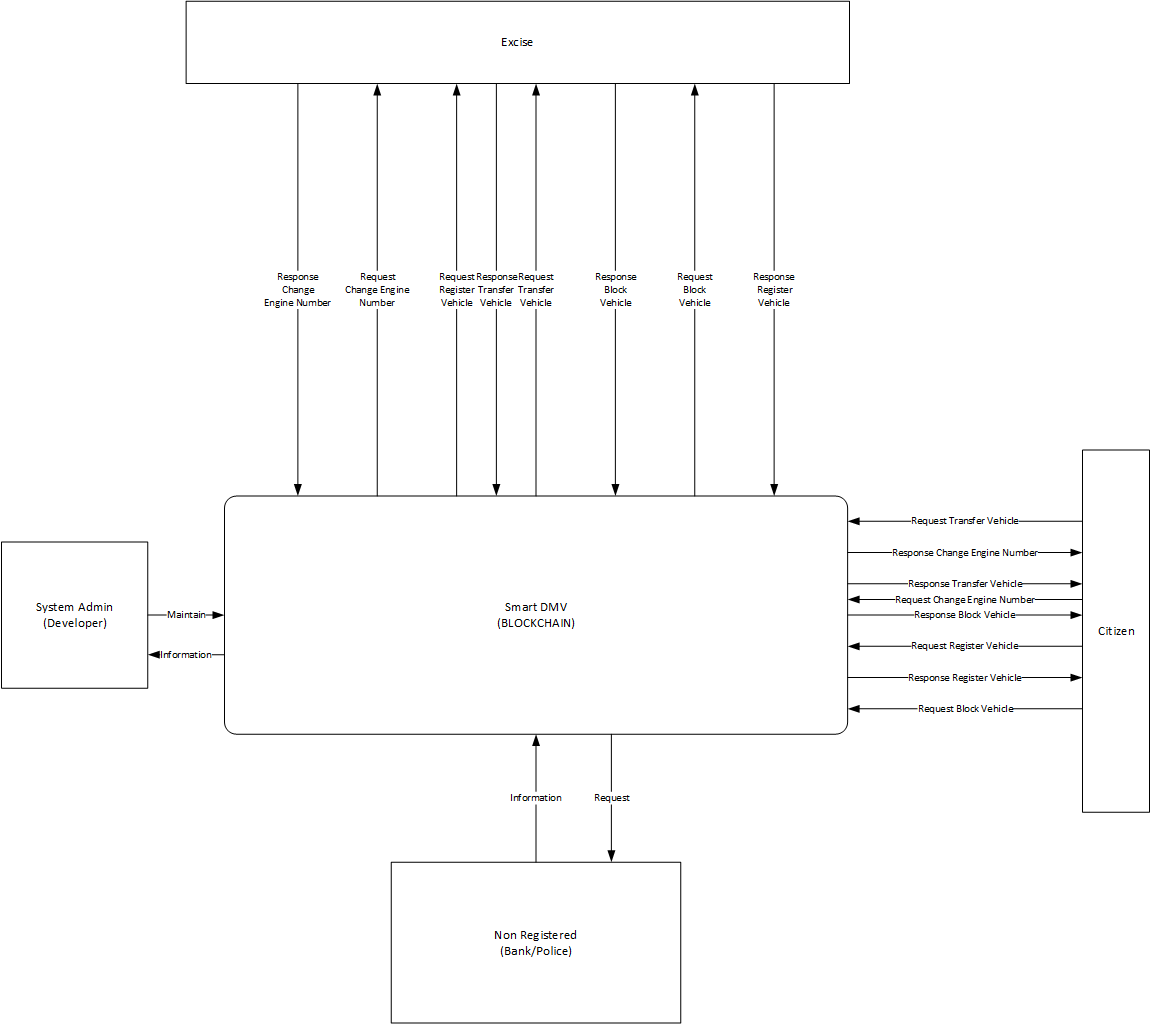 Excise
Response
Change
Engine Number
Request
Change Engine
Number
Request
Register
Vehicle
Response
Transfer
Vehicle
Request
Transfer
Vehicle
Response
Block
Vehicle
Request
Block
Vehicle
Response
Register
Vehicle
System Admin
(Developer)
Maintain
Information
Smart DMV
(BLOCKCHAIN)
Request Transfer Vehicle
Response Change Engine Number
Response Transfer Vehicle
Request Change Engine Number
Response Block Vehicle
Request Register Vehicle
Response Register Vehicle
Request Block Vehicle
Citizen
Information
Request
Non Registered
(Bank/Police)